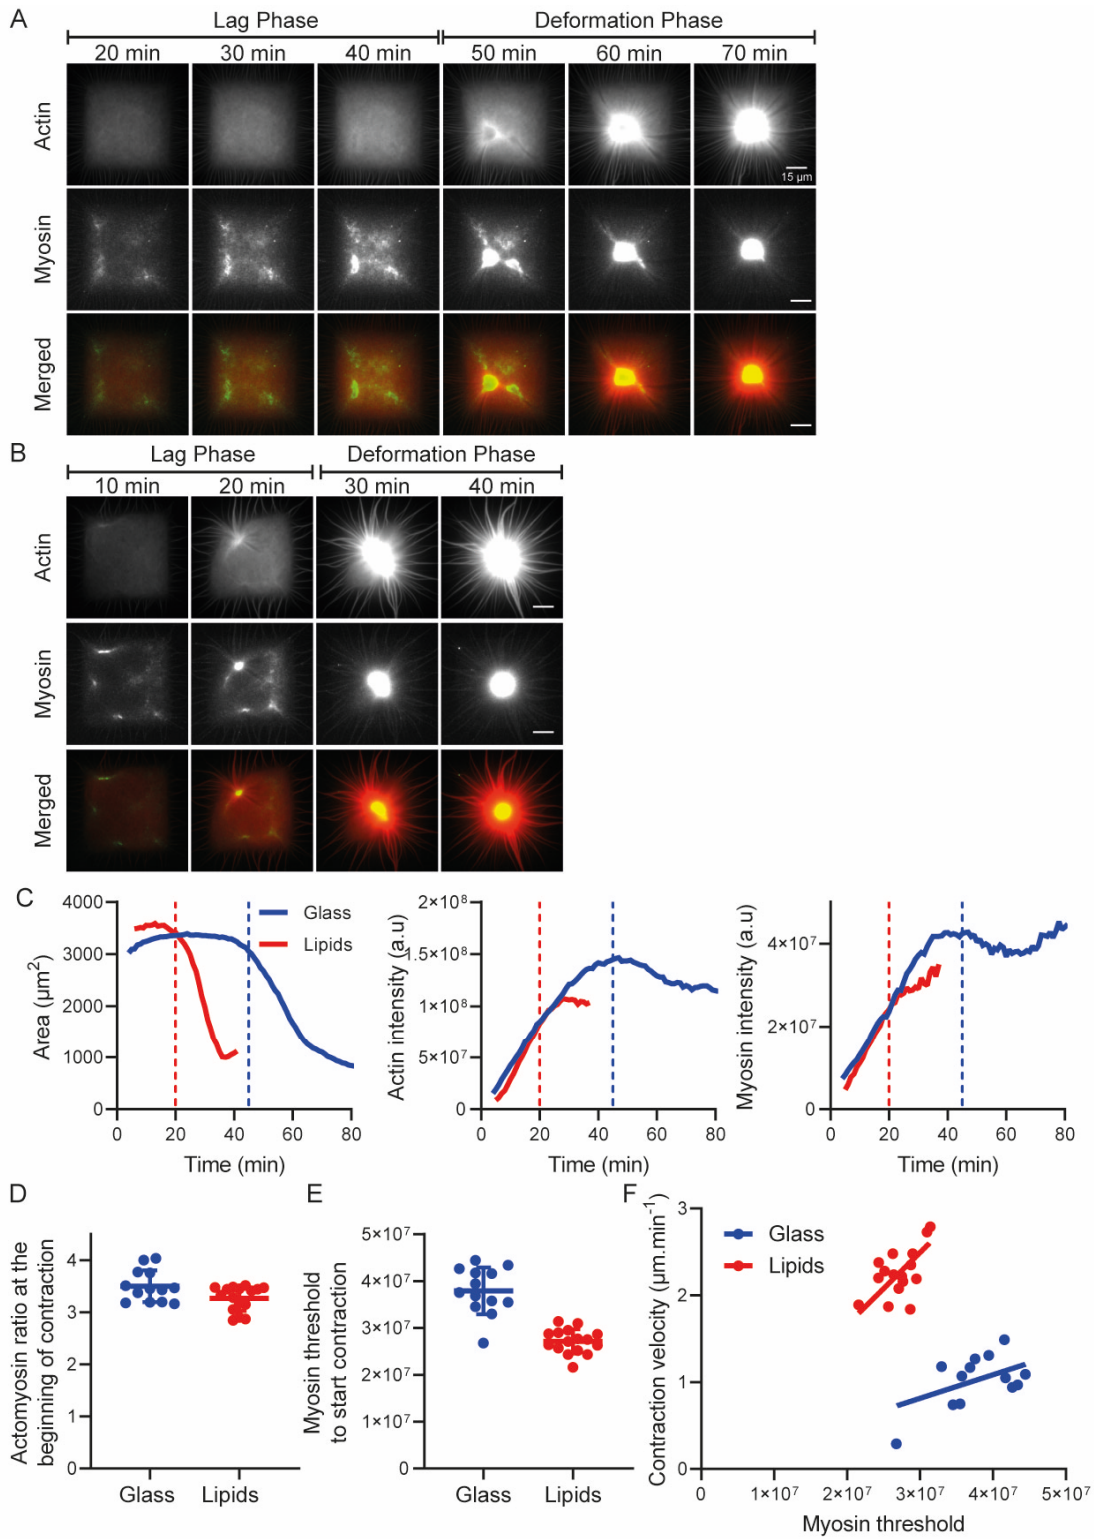 A
Lag Phase
Deformation Phase
20 min 30 min 40 min 50 min 60 min 70 min
Actin
15 µm
Myosin
Merged
B
Lag Phase
Deformation Phase
10 min 20 min 30 min 40 min
Actin
Myosin
Merged
C
Area (µm²)
4000
3000
2000
1000
0
0 20 40 60 80
Time (min)
Glass
Lipids
Actin intensity (a.u)
2×10⁸
1.5×10⁸
1×10⁸
5×10⁷
0
0 20 40 60 80
Time (min)
Myosin intensity (a.u)
4×10⁷
2×10⁷
0
0 20 40 60 80
Time (min)
D
Actomyosin ratio at the
beginning of contraction
4
3
2
1
0
Glass Lipids
E
Myosin threshold
to start contraction
5×10⁷
4×10⁷
3×10⁷
2×10⁷
1×10⁷
0
Glass Lipids
F
Contraction velocity (µm.min⁻¹)
3
2
1
0
Glass
Lipids
0 1×10⁷ 2×10⁷ 3×10⁷ 4×10⁷ 5×10⁷
Myosin threshold